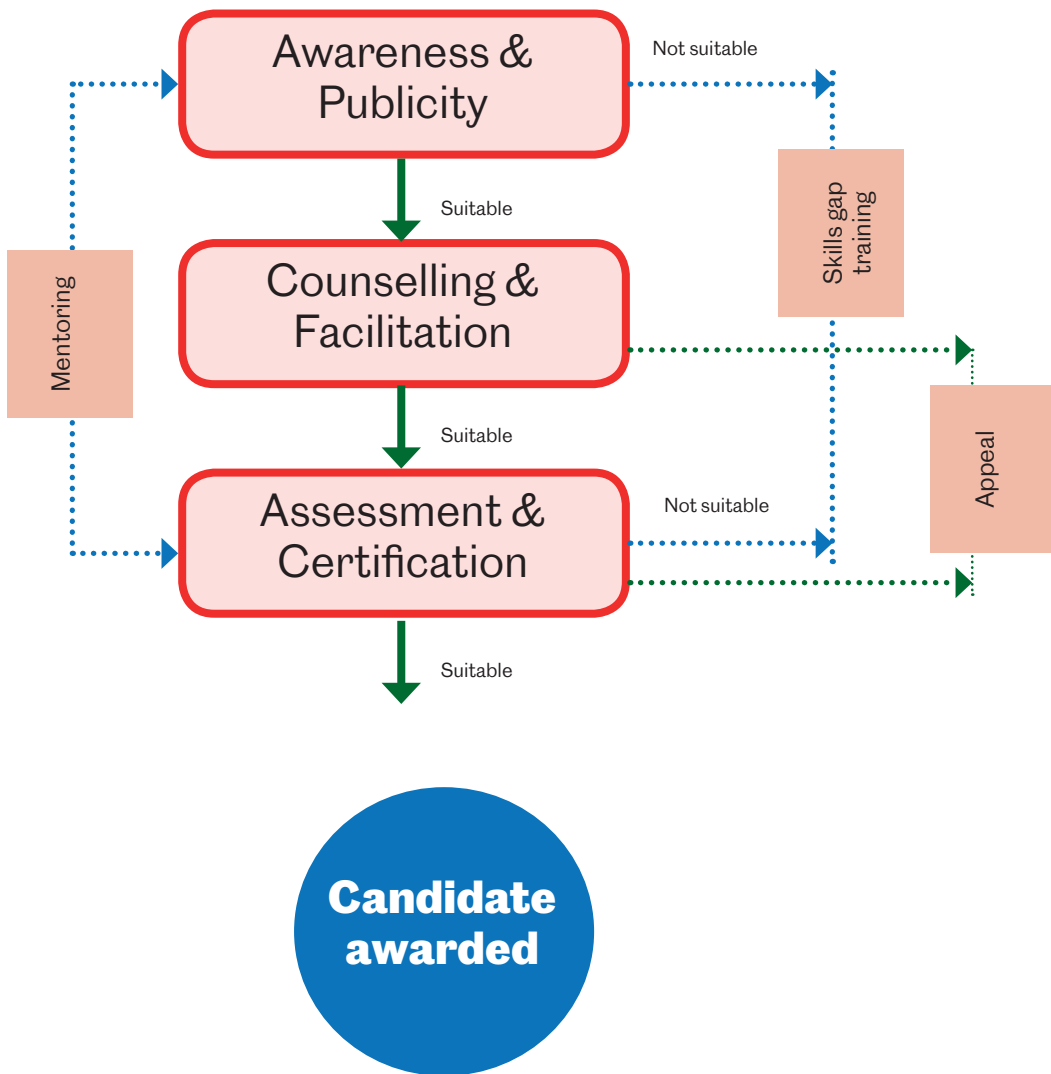 Awareness &
Publicity
Not suitable
Suitable
Skills gap
training
Mentoring
Counselling &
Facilitation
Suitable
Appeal
Assessment &
Certification
Not suitable
Suitable
Candidate
awarded